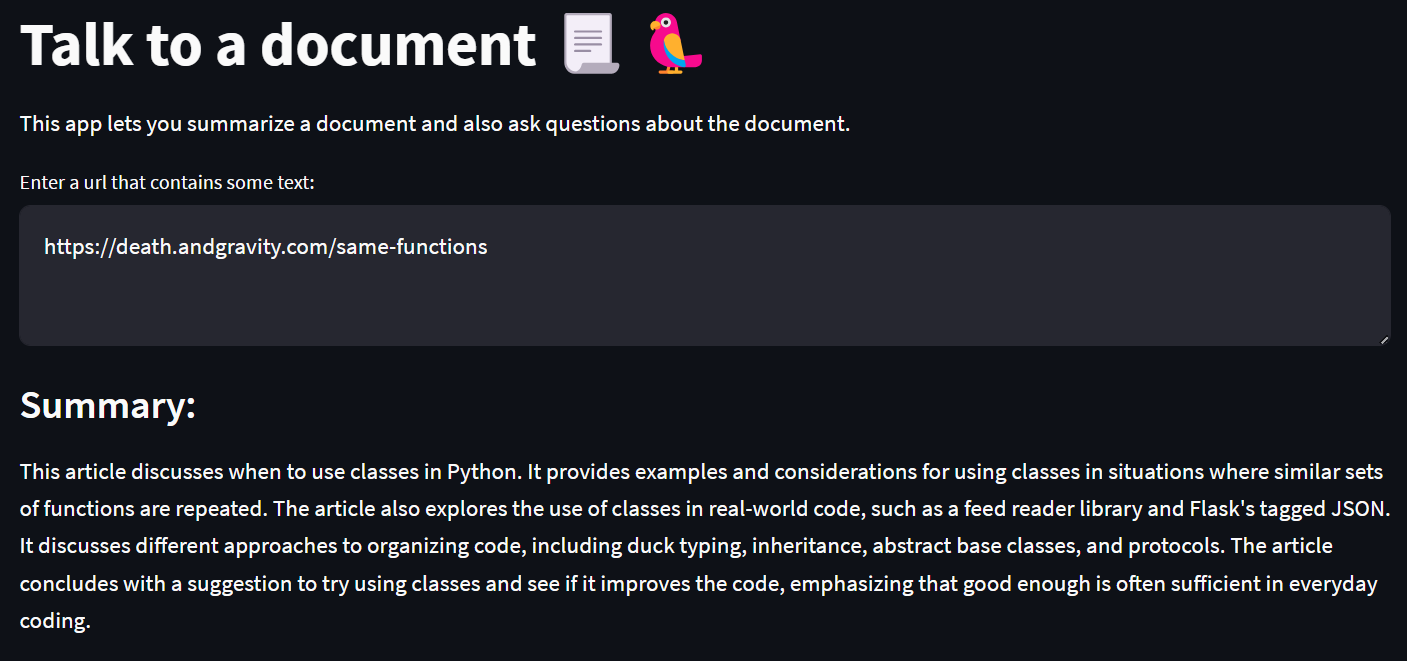 Talk to a document
This app lets you summarize a document and also ask questions about the document.
Enter a url that contains some text:
https://death.andgravity.com/same-functions
Summary:
This article discusses when to use classes in Python. It provides examples and considerations for using classes in situations where similar sets
of functions are repeated. The article also explores the use of classes in real-world code, such as a feed reader library and Flask's tagged JSON.
It discusses different approaches to organizing code, including duck typing, inheritance, abstract base classes, and protocols. The article
concludes with a suggestion to try using classes and see if it improves the code, emphasizing that good enough is often sufficient in everyday
coding.